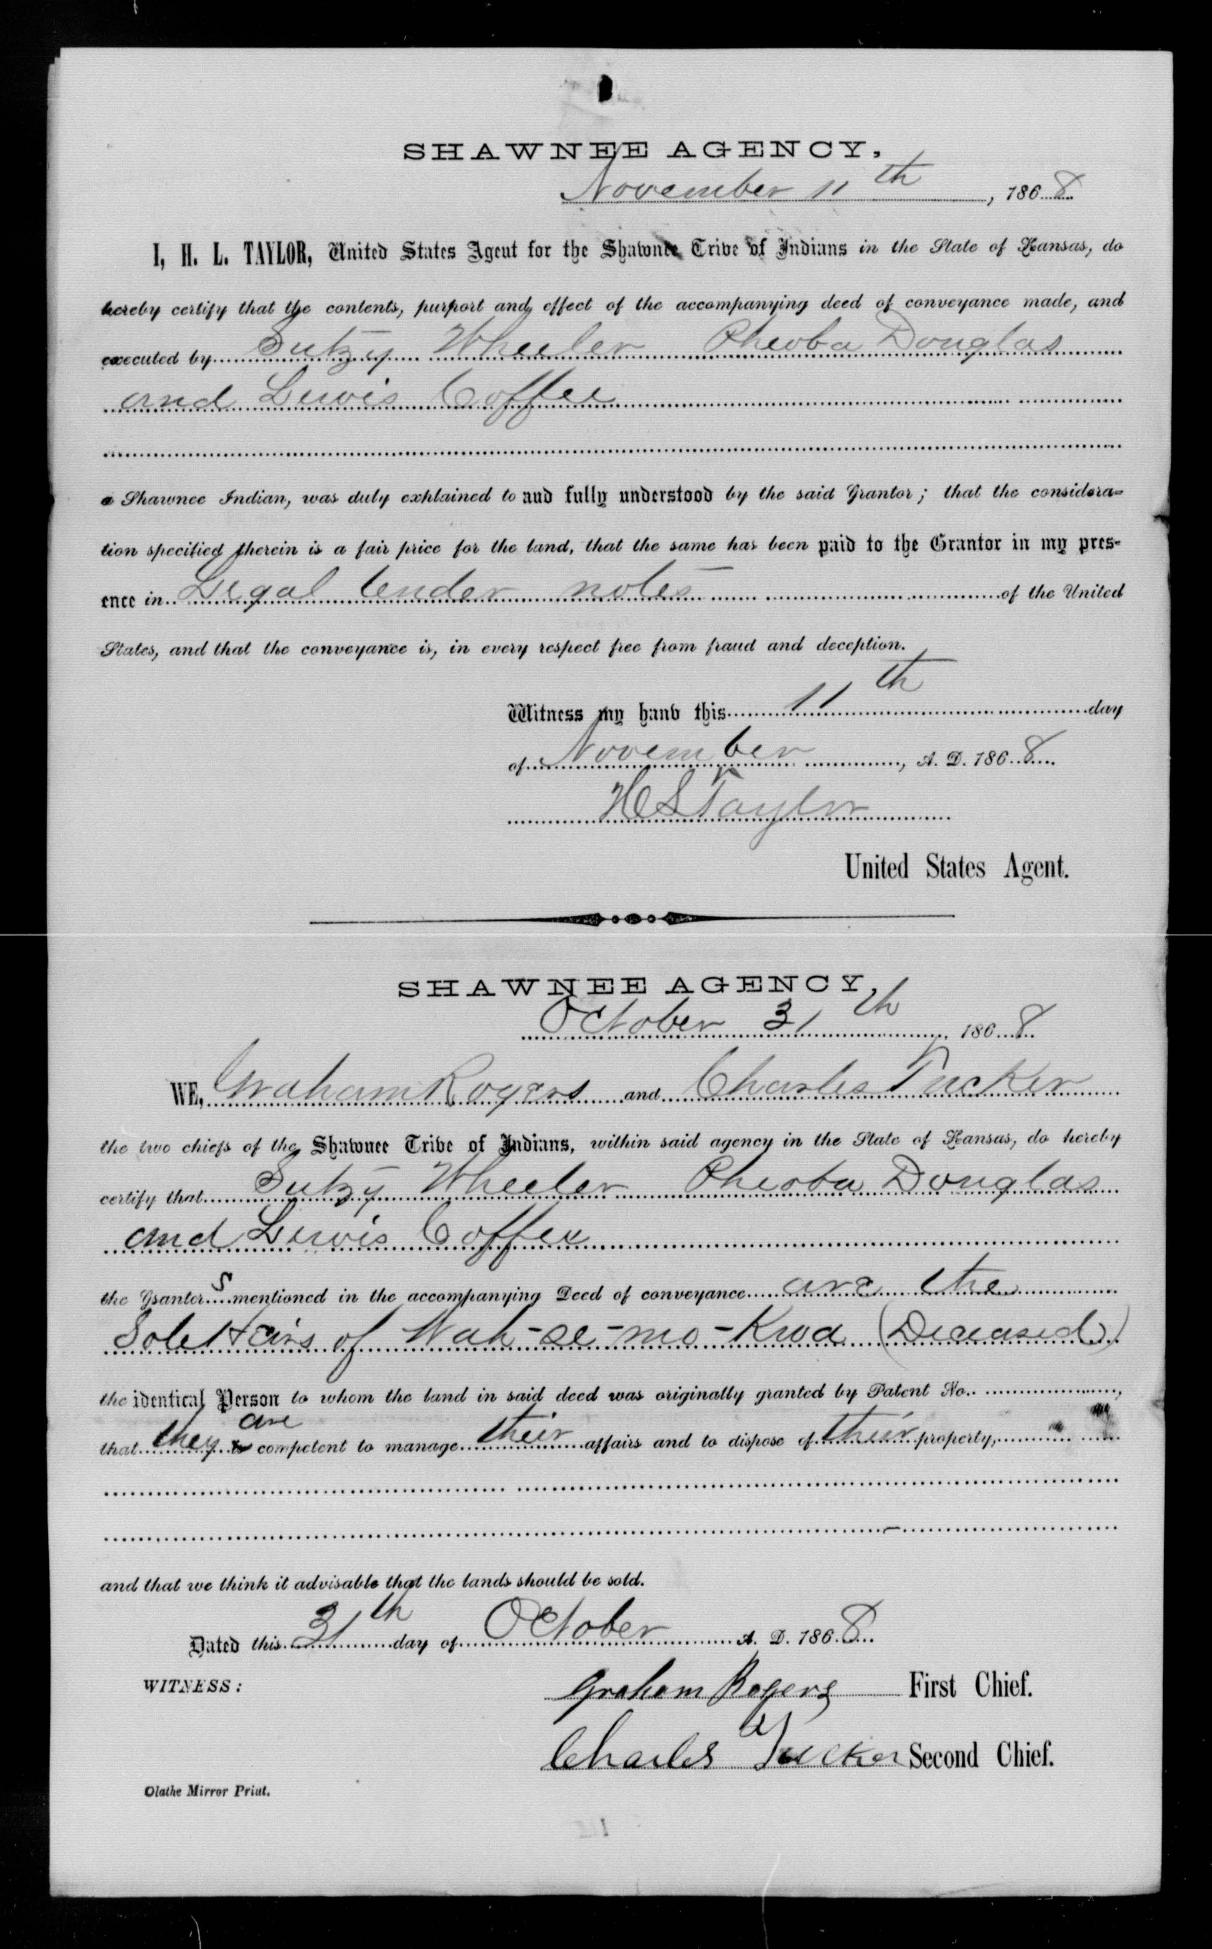 SHAWNEE AGENCY,
November 11th, 1868.
I, H. L. TAYLOR, United States Agent for the Shawnee Tribe of Indians in the State of Kansas, do
hereby certify that the contents, purport and effect of the accompanying deed of conveyance made, and
executed by Sutzy Wheeler Pheoba Douglas
and Lewis Coffee
a Shawnee Indian, was duly explained to and fully understood by the said Grantor; that the considera-
tion specified therein is a fair price for the land, that the same has been paid to the Grantor in my pres-
ence in Legal tender notes of the United
States, and that the conveyance is, in every respect free from fraud and deception.
Witness my hand this 11th day
of November, A. D. 1868.
H L Taylor
United States Agent.
SHAWNEE AGENCY,
October 31th 1868.
WE, Graham Rogers and Charles Tucker
the two chiefs of the Shawnee Tribe of Indians, within said agency in the State of Kansas, do hereby
certify that Sutzy Wheeler Pheoba Douglas
and Lewis Coffee
the Grantor s mentioned in the accompanying Deed of conveyance are the
Sole Heirs of Wah-se-mo-Kwa (Deceased)
the identical Person to whom the land in said deed was originally granted by Patent No.,
that they are competent to manage their affairs and to dispose of their property,
and that we think it advisable that the lands should be sold.
Dated this 31th day of October A. D. 1868.
WITNESS:
Graham Rogers First Chief.
Charles Tucker Second Chief.
Olathe Mirror Print.